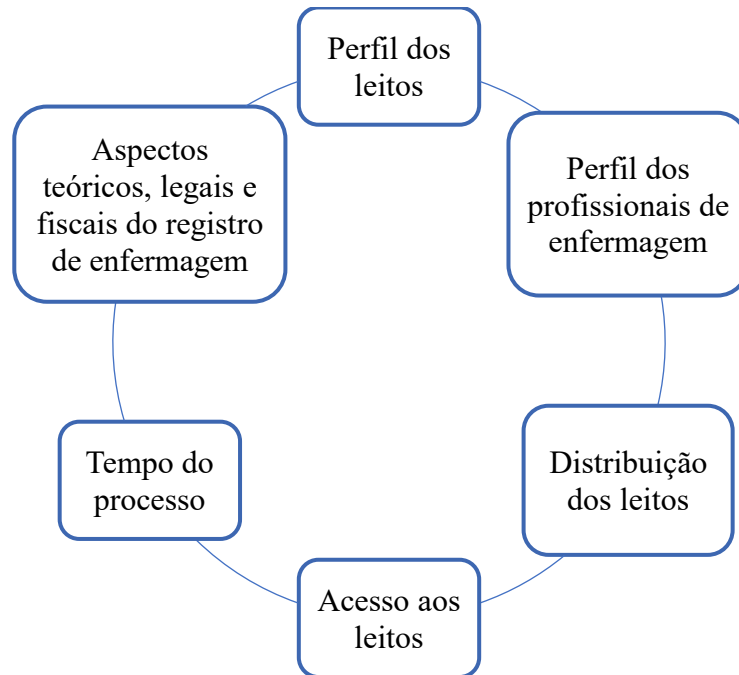 Perfil dos
leitos
Perfil dos
profissionais de
enfermagem
Distribuição
dos leitos
Acesso aos
leitos
Tempo do
processo
Aspectos
teóricos, legais e
fiscais do registro
de enfermagem